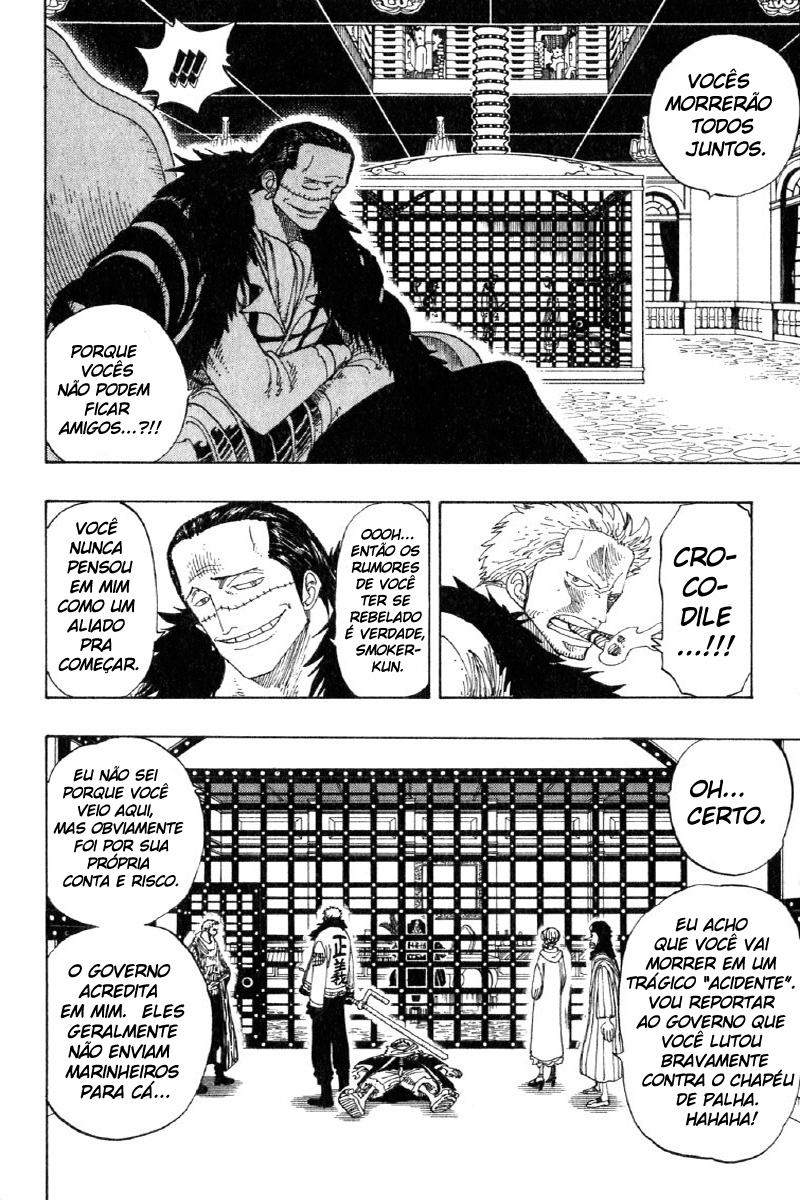 VOCÊS
MORRERÃO
TODOS
JUNTOS.
!!!
PORQUE
VOCÊS
NÃO PODEM
FICAR
AMIGOS...?!!
CRO-
CO-
DILE
...!!!
OOOH...
ENTÃO OS
RUMORES
DE VOCÊ
TER SE
REBELADO
É VERDADE,
SMOKER-
KUN.
VOCÊ
NUNCA
PENSOU
EM MIM
COMO UM
ALIADO
PRA
COMEÇAR.
OH...
CERTO.
EU ACHO
QUE VOCÊ VAI
MORRER EM UM
TRÁGICO "ACIDENTE".
VOU REPORTAR
AO GOVERNO QUE
VOCÊ LUTOU
BRAVAMENTE
CONTRA O CHAPÉU
DE PALHA.
HAHAHA!
EU NÃO SEI
PORQUE VOCÊ
VEIO AQUI,
MAS OBVIAMENTE
FOI POR SUA
PRÓPRIA
CONTA E RISCO.
O GOVERNO
ACREDITA
EM MIM. ELES
GERALMENTE
NÃO ENVIAM
MARINHEIROS
PARA CÁ...